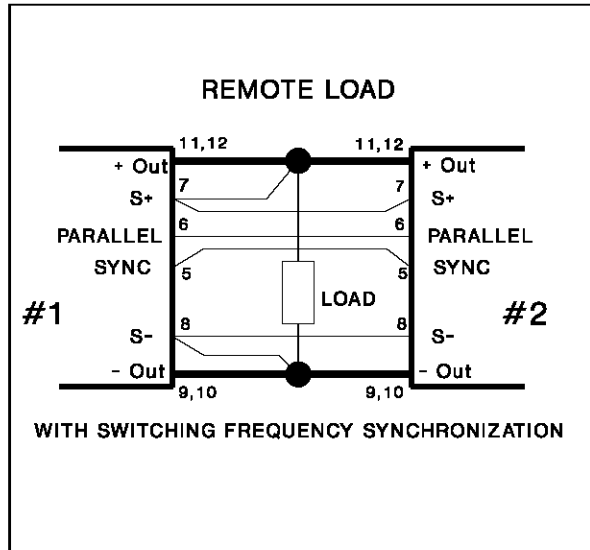 REMOTE LOAD
11,12 11,12
+ Out + Out
7 7
S+ S+
6 6
PARALLEL PARALLEL
SYNC SYNC
5 5
LOAD
#1 #2
8 8
S- S-
- Out - Out
9,10 9,10
WITH SWITCHING FREQUENCY SYNCHRONIZATION